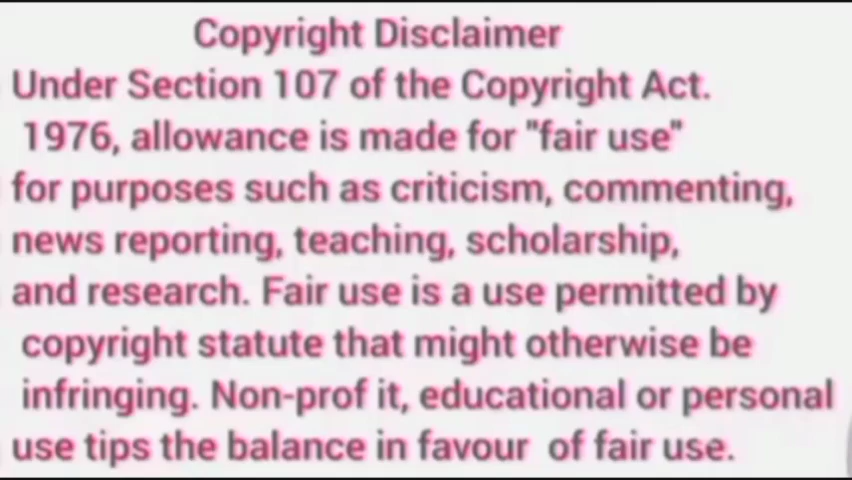 Copyright Disclaimer
Under Section 107 of the Copyright Act.
1976, allowance is made for "fair use"
for purposes such as criticism, commenting,
news reporting, teaching, scholarship,
and research. Fair use is a use permitted by
copyright statute that might otherwise be
infringing. Non-prof it, educational or personal
use tips the balance in favour of fair use.